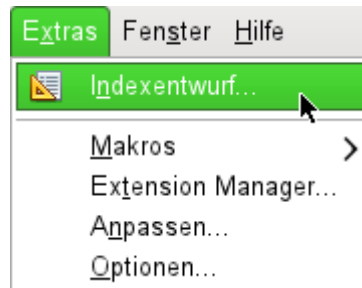 Extras Fenster Hilfe
Indexentwurf...
Makros
Extension Manager...
Anpassen...
Optionen...